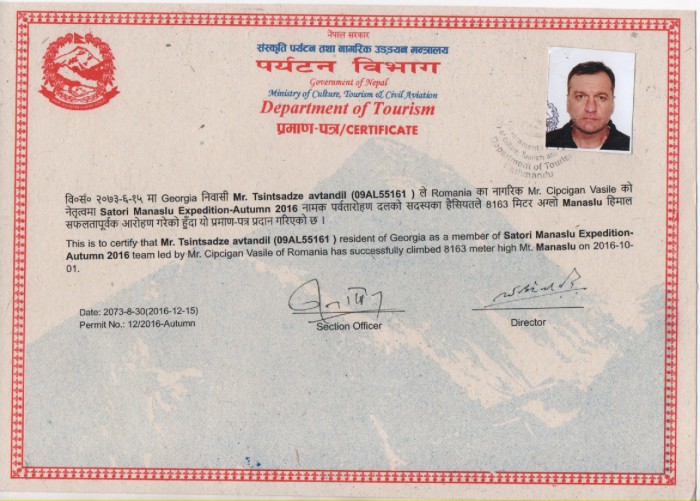 नेपाल सरकार
संस्कृति पर्यटन तथा नागरिक उड्डयन मन्त्रालय
पर्यटन विभाग
Government of Nepal
Ministry of Culture, Tourism & Civil Aviation
Department of Tourism
प्रमाण-पत्र/CERTIFICATE
Department of Tourism
Kathmandu
वि०सं० २०७३-६-१५ मा Georgia निवासी Mr. Tsintsadze avtandil (09AL55161 ) ले Romania का नागरिक Mr. Cipcigan Vasile को
नेतृत्वमा Satori Manaslu Expedition-Autumn 2016 नामक पर्वतारोहण दलको सदस्यका हैसियतले 8163 मिटर अग्लो Manaslu हिमाल
सफलतापूर्वक आरोहण गरेको हुँदा यो प्रमाण-पत्र प्रदान गरिएको छ ।
This is to certify that Mr. Tsintsadze avtandil (09AL55161 ) resident of Georgia as a member of Satori Manaslu Expedition-
Autumn 2016 team led by Mr. Cipcigan Vasile of Romania has successfully climbed 8163 meter high Mt. Manaslu on 2016-10-
01.
Date: 2073-8-30(2016-12-15)
Permit No.: 12/2016-Autumn
Section Officer
Director